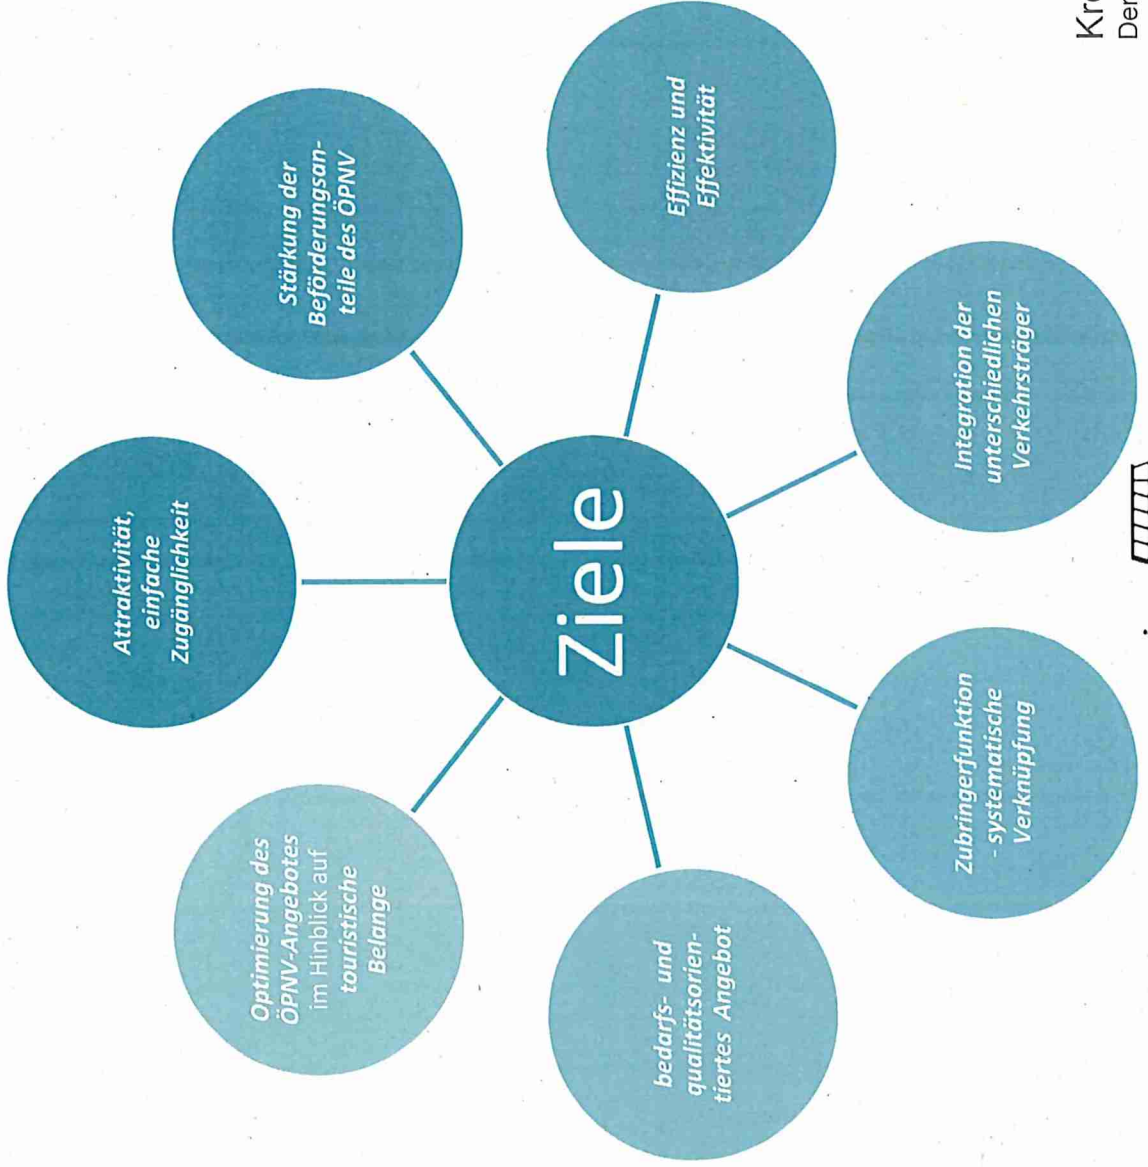 Ziele
Attraktivität,
einfache
Zugänglichkeit
Stärkung der
Beförderungsan-
teile des ÖPNV
Effizienz und
Effektivität
Integration der
unterschiedlichen
Verkehrsträger
Zubringerfunktion
- systematische
Verknüpfung
bedarfs- und
qualitätsorien-
tiertes Angebot
Optimierung des
ÖPNV-Angebotes
im Hinblick auf
touristische
Belange